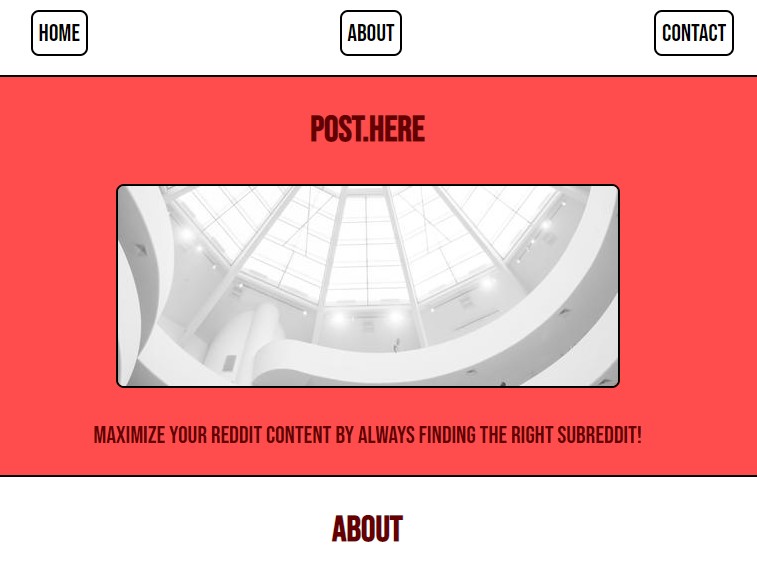 HOME ABOUT CONTACT
POST.HERE
MAXIMIZE YOUR REDDIT CONTENT BY ALWAYS FINDING THE RIGHT SUBREDDIT!
ABOUT